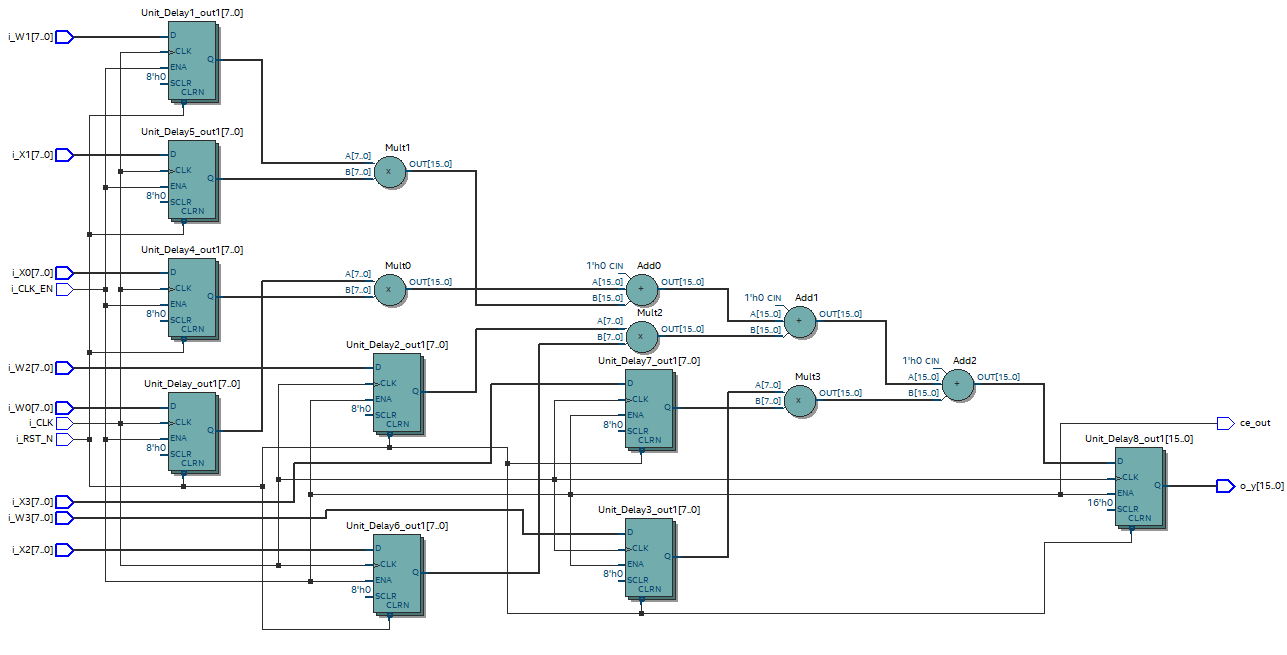 Unit_Delay1_out1[7..0]
i_W1[7..0]
D
CLK
ENA
8'h0
SCLR
CLRN
Q
Unit_Delay5_out1[7..0]
i_X1[7..0]
D
CLK
ENA
8'h0
SCLR
CLRN
Q
Mult1
A[7..0]
B[7..0]
x
OUT[15..0]
Unit_Delay4_out1[7..0]
i_X0[7..0]
i_CLK_EN
D
CLK
ENA
8'h0
SCLR
CLRN
Q
Mult0
A[7..0]
B[7..0]
x
OUT[15..0]
1'h0 CIN
Add0
A[15..0]
B[15..0]
+
OUT[15..0]
Mult2
A[7..0]
B[7..0]
x
OUT[15..0]
1'h0 CIN
Add1
A[15..0]
B[15..0]
+
OUT[15..0]
i_W2[7..0]
Unit_Delay2_out1[7..0]
D
CLK
ENA
8'h0
SCLR
CLRN
Q
Unit_Delay7_out1[7..0]
D
CLK
ENA
8'h0
SCLR
CLRN
Q
Mult3
A[7..0]
B[7..0]
x
OUT[15..0]
1'h0 CIN
Add2
A[15..0]
B[15..0]
+
OUT[15..0]
Unit_Delay_out1[7..0]
i_W0[7..0]
i_CLK
i_RST_N
D
CLK
ENA
8'h0
SCLR
CLRN
Q
ce_out
Unit_Delay8_out1[15..0]
D
CLK
ENA
16'h0
SCLR
CLRN
Q
o_y[15..0]
i_X3[7..0]
i_W3[7..0]
i_X2[7..0]
Unit_Delay6_out1[7..0]
D
CLK
ENA
8'h0
SCLR
CLRN
Q
Unit_Delay3_out1[7..0]
D
CLK
ENA
8'h0
SCLR
CLRN
Q